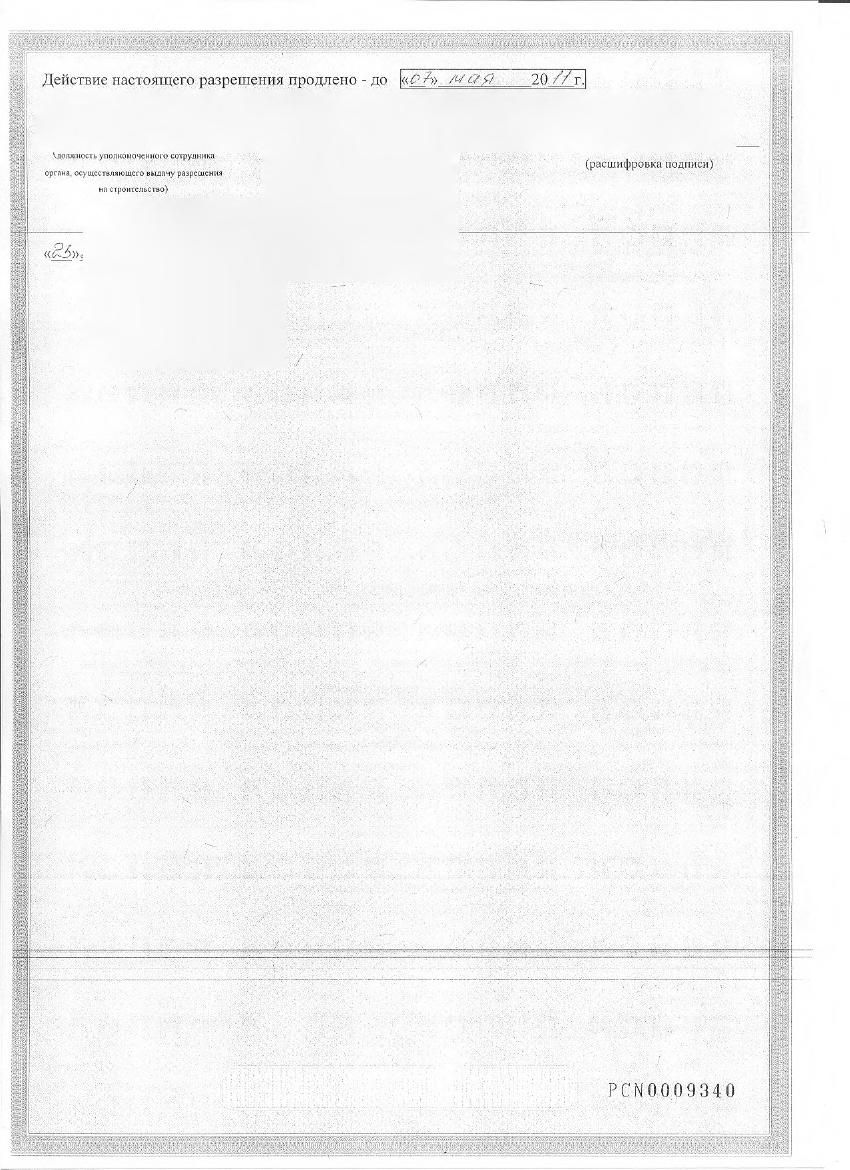 Действие настоящего разрешения продлено - до «07» мая 2011 г.
(должность уполномоченного сотрудника
органа, осуществляющего выдачу разрешения
на строительство)
(расшифровка подписи)
«23».
PCN0009340